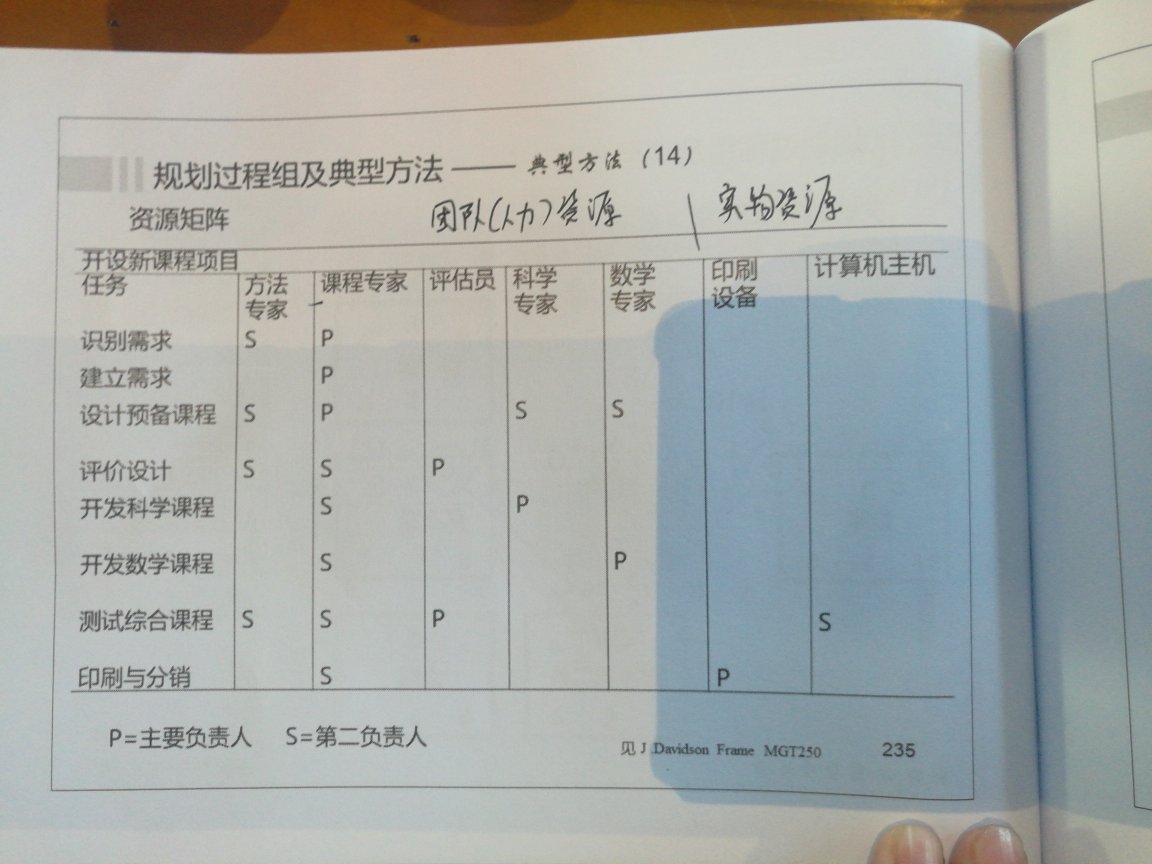 规划过程组及典型方法 —— 典型方法（14）
资源矩阵 团队(人力)资源 | 实物资源
开设新课程项目
任务 方法专家 课程专家 评估员 科学专家 数学专家 印刷设备 计算机主机
识别需求 S P
建立需求 P
设计预备课程 S P S S
评价设计 S S P
开发科学课程 S P
开发数学课程 S P
测试综合课程 S S P S
印刷与分销 S P
P=主要负责人 S=第二负责人
见 J .Davidson Frame MGT250 235